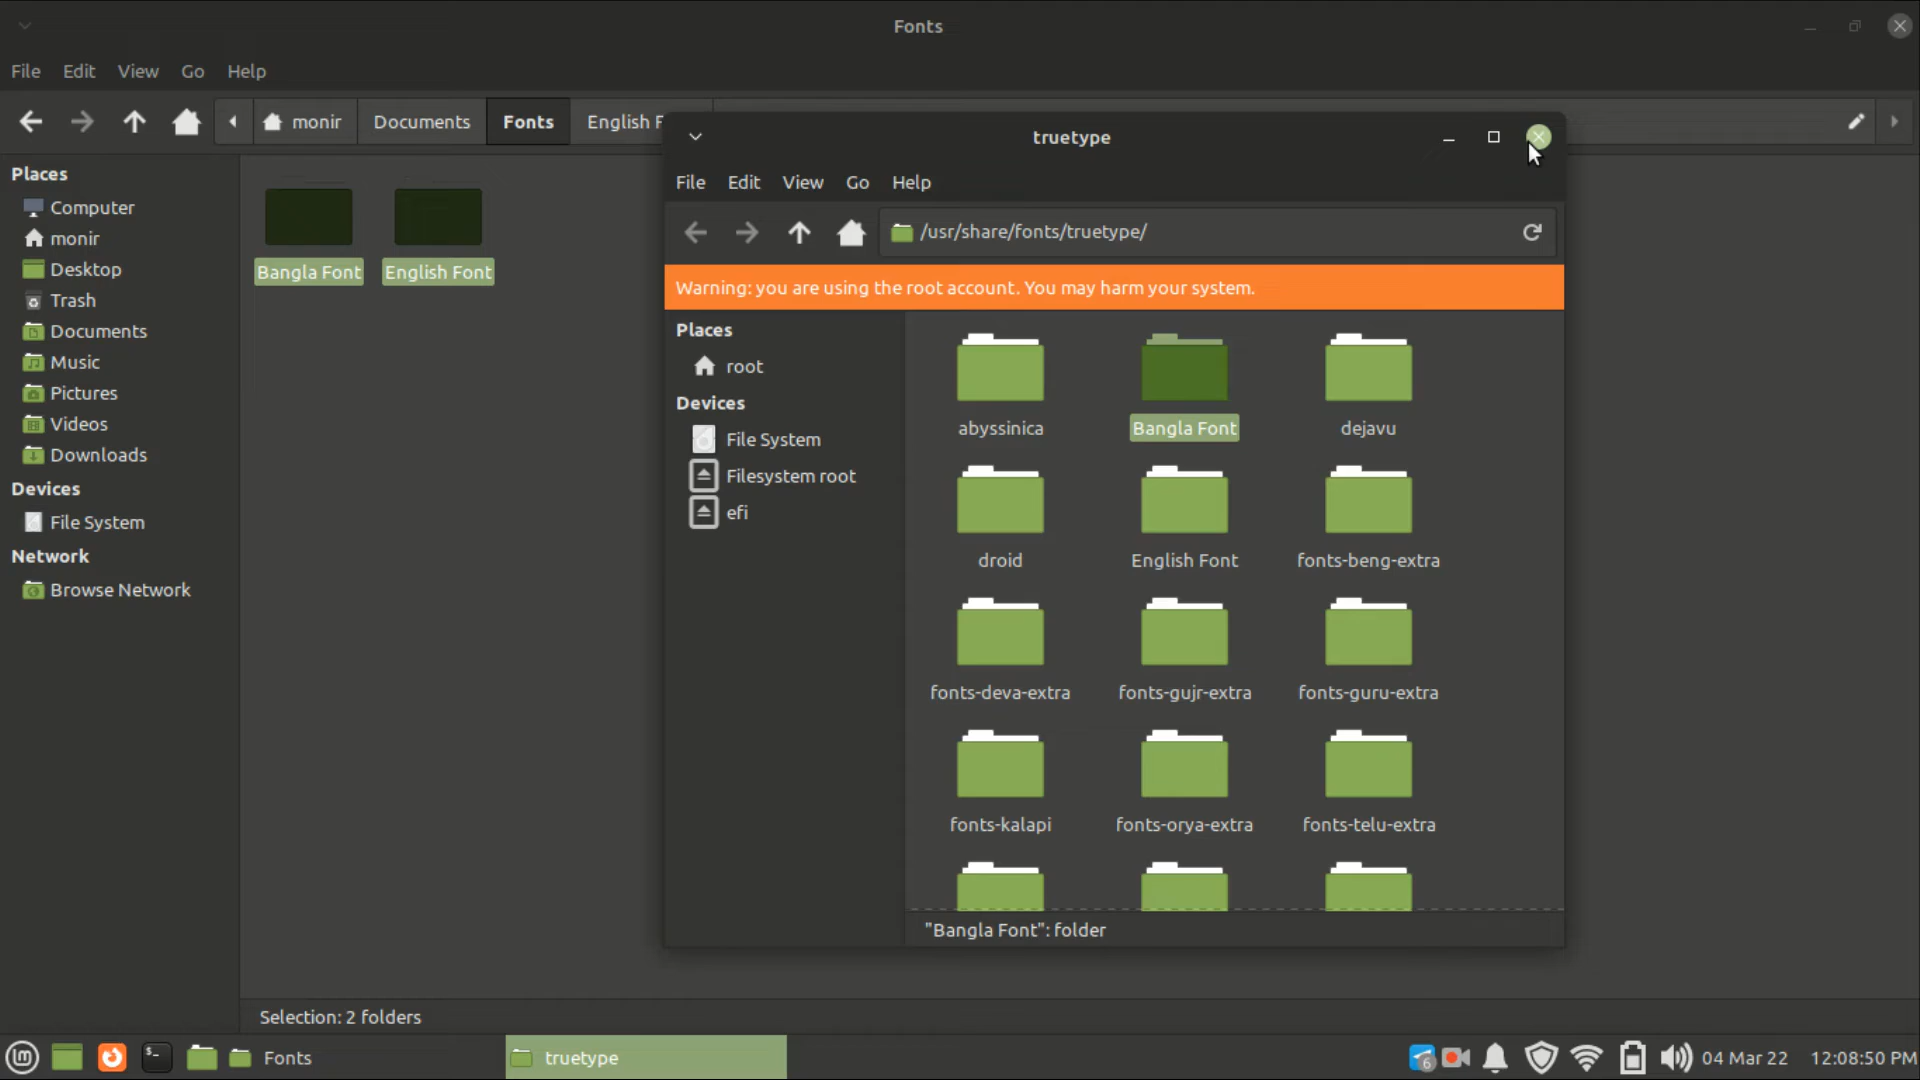 Fonts
File Edit View Go Help
monir Documents Fonts English F
Places
Computer
monir
Desktop
Trash
Documents
Music
Pictures
Videos
Downloads
Devices
File System
Network
Browse Network
Bangla Font English Font
Selection: 2 folders
truetype
File Edit View Go Help
/usr/share/fonts/truetype/
Warning: you are using the root account. You may harm your system.
Places
root
Devices
File System
Filesystem root
efi
abyssinica Bangla Font dejavu
droid English Font fonts-beng-extra
fonts-deva-extra fonts-gujr-extra fonts-guru-extra
fonts-kalapi fonts-orya-extra fonts-telu-extra
"Bangla Font": folder
Fonts truetype 6 04 Mar 22 12:08:50 PM